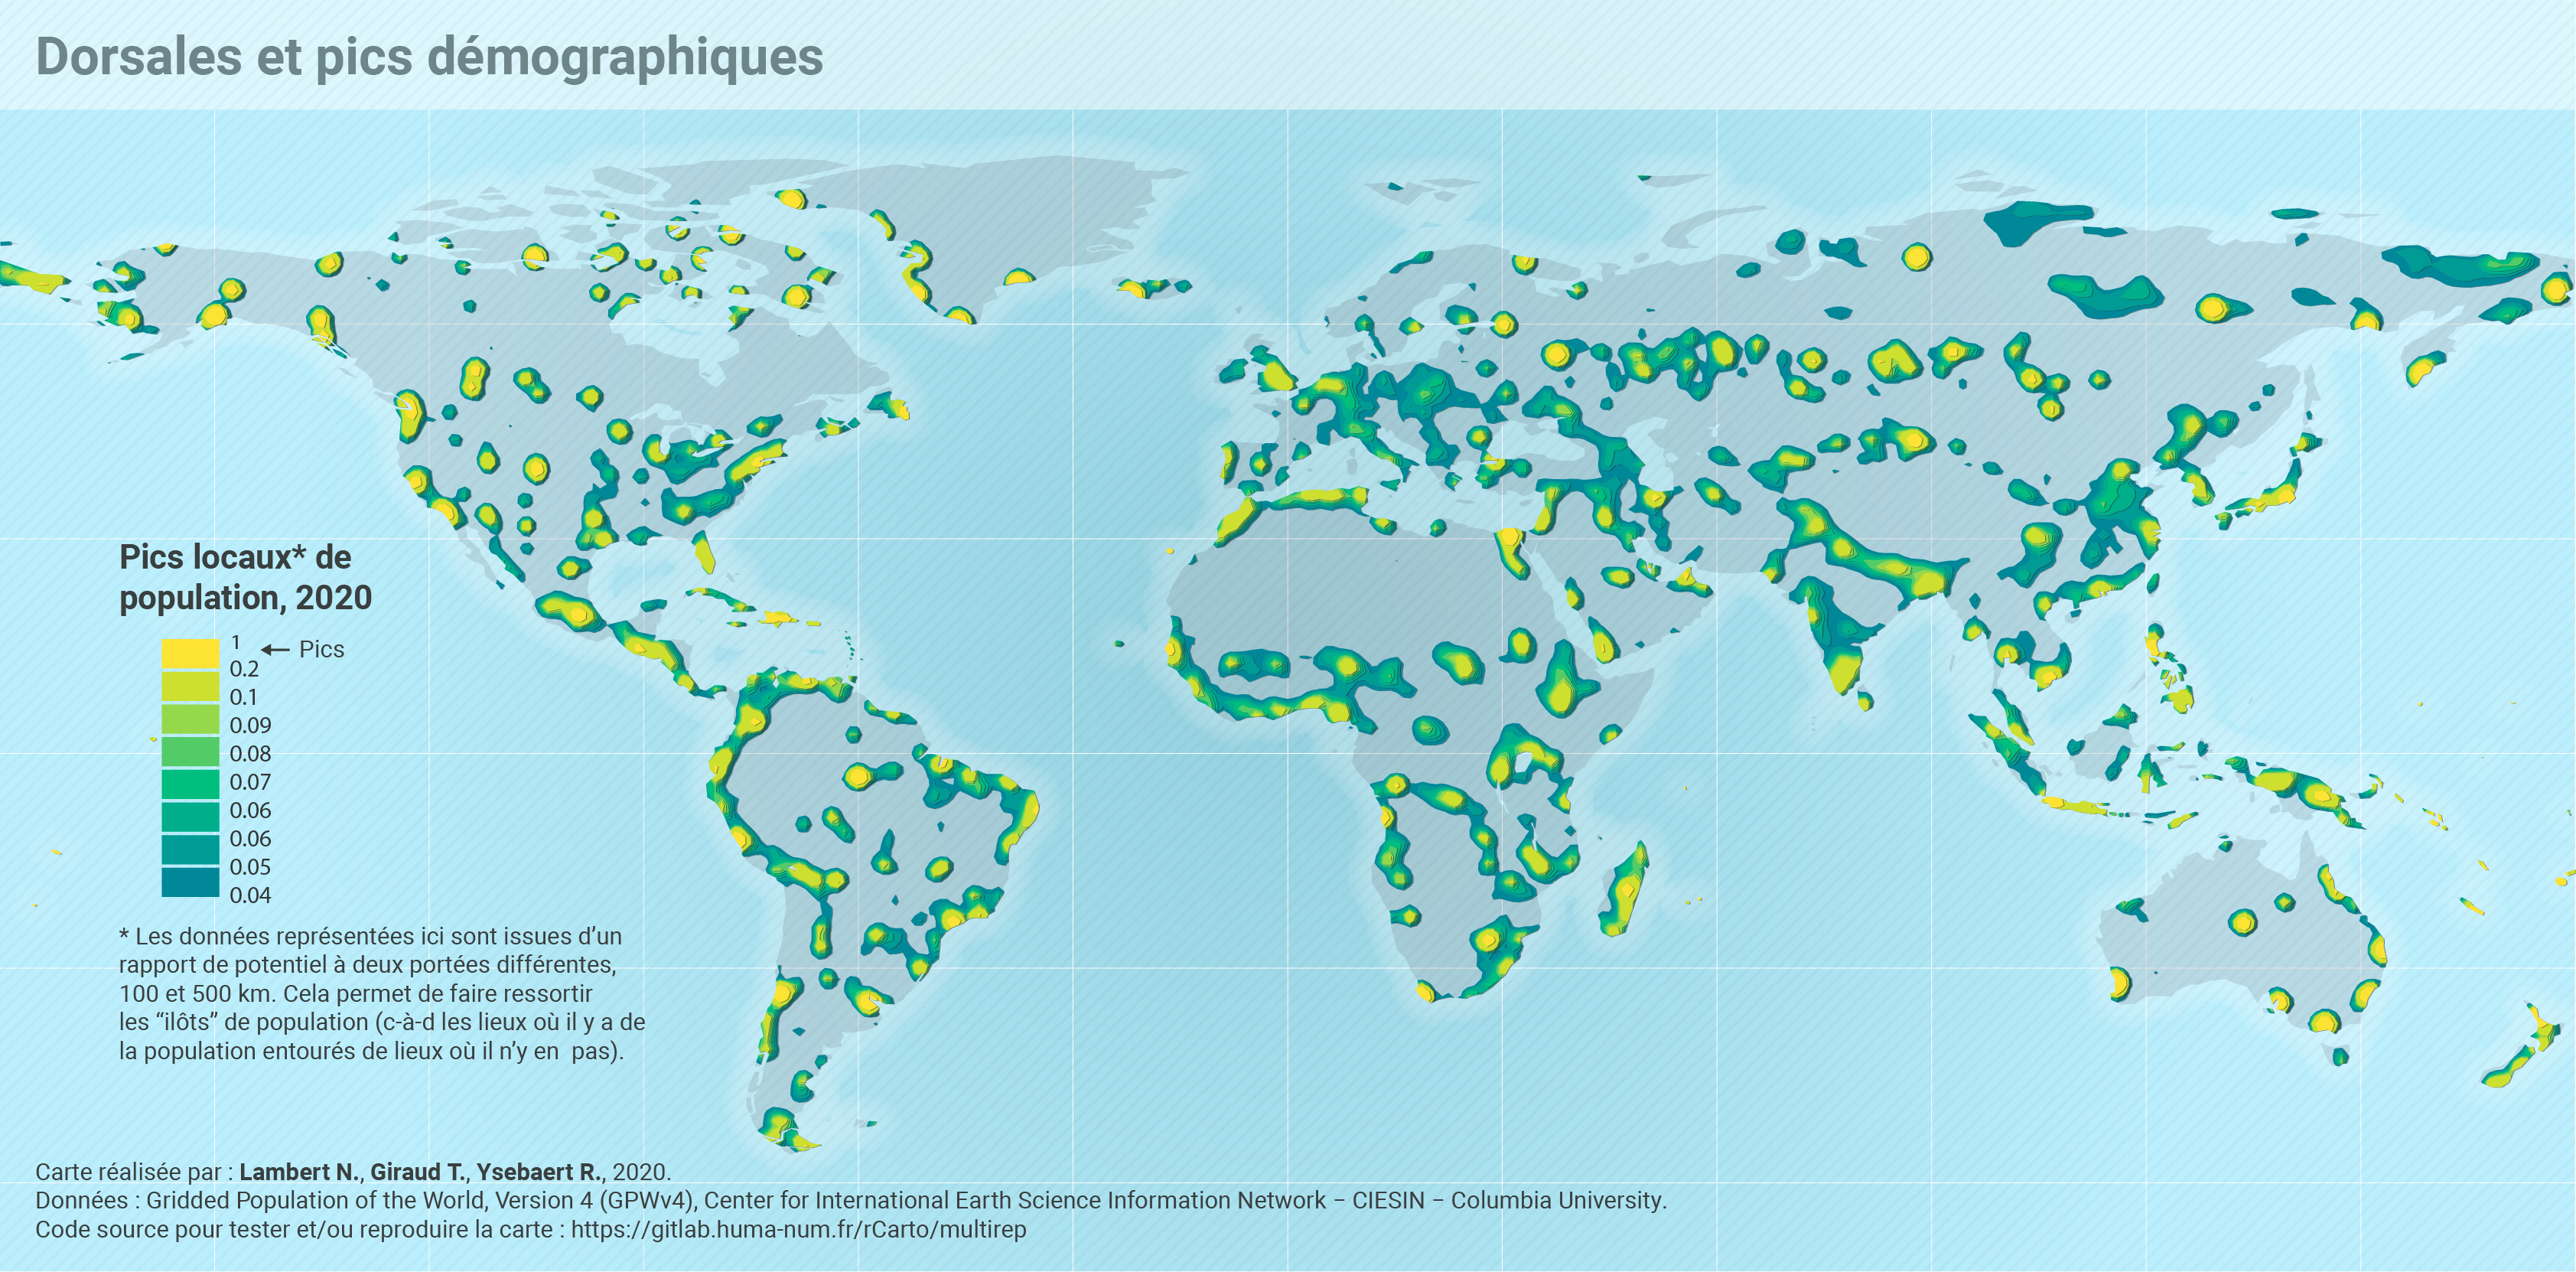 Dorsales et pics démographiques
Pics locaux* de
population, 2020
1
← Pics
0.2
0.1
0.09
0.08
0.07
0.06
0.06
0.05
0.04
* Les données représentées ici sont issues d’un
rapport de potentiel à deux portées différentes,
100 et 500 km. Cela permet de faire ressortir
les “ilôts” de population (c-à-d les lieux où il y a de
la population entourés de lieux où il n’y en pas).
Carte réalisée par : Lambert N., Giraud T., Ysebaert R., 2020.
Données : Gridded Population of the World, Version 4 (GPWv4), Center for International Earth Science Information Network – CIESIN – Columbia University.
Code source pour tester et/ou reproduire la carte : https://gitlab.huma-num.fr/rCarto/multirep